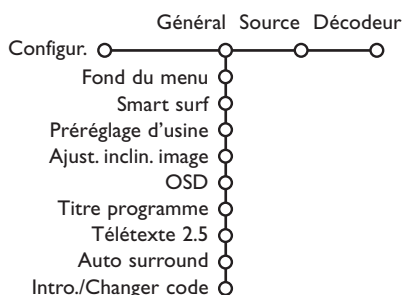 Général Source Décodeur
Configur.
Fond du menu
Smart surf
Préréglage d'usine
Ajust. inclin. image
OSD
Titre programme
Télétexte 2.5
Auto surround
Intro./Changer code